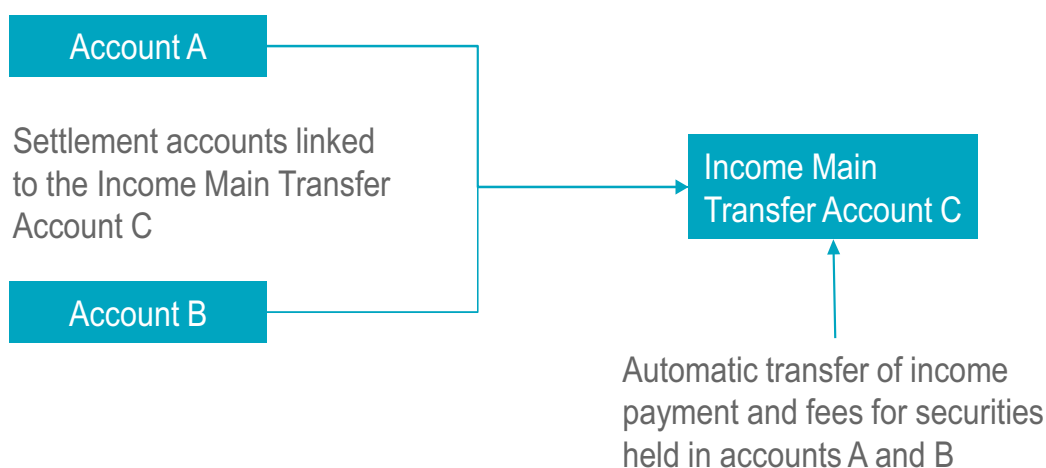 Account A
Settlement accounts linked
to the Income Main Transfer
Account C
Account B
Income Main
Transfer Account C
Automatic transfer of income
payment and fees for securities
held in accounts A and B